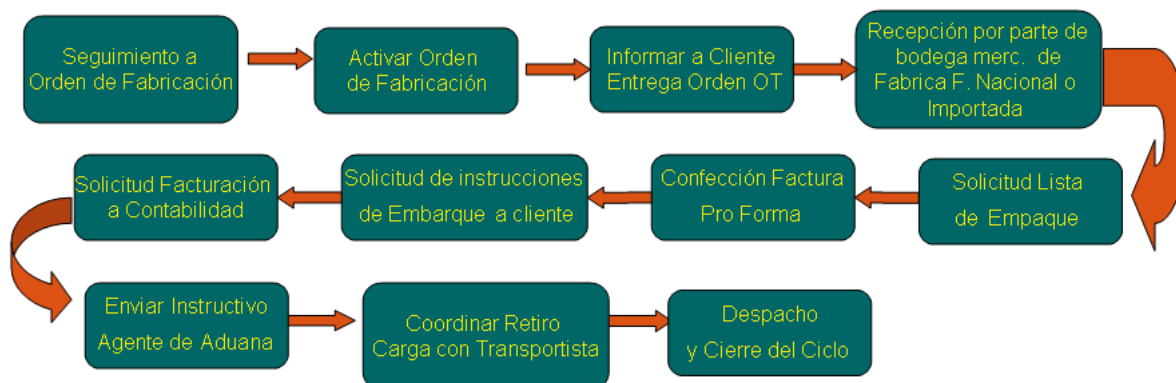 Seguimiento a
Orden de Fabricación
Activar Orden
de Fabricación
Informar a Cliente
Entrega Orden OT
Recepción por parte de
bodega merc. de
Fabrica F. Nacional o
Importada
Solicitud Lista
de Empaque
Confección Factura
Pro Forma
Solicitud de instrucciones
de Embarque a cliente
Solicitud Facturación
a Contabilidad
Enviar Instructivo
Agente de Aduana
Coordinar Retiro
Carga con Transportista
Despacho
y Cierre del Ciclo